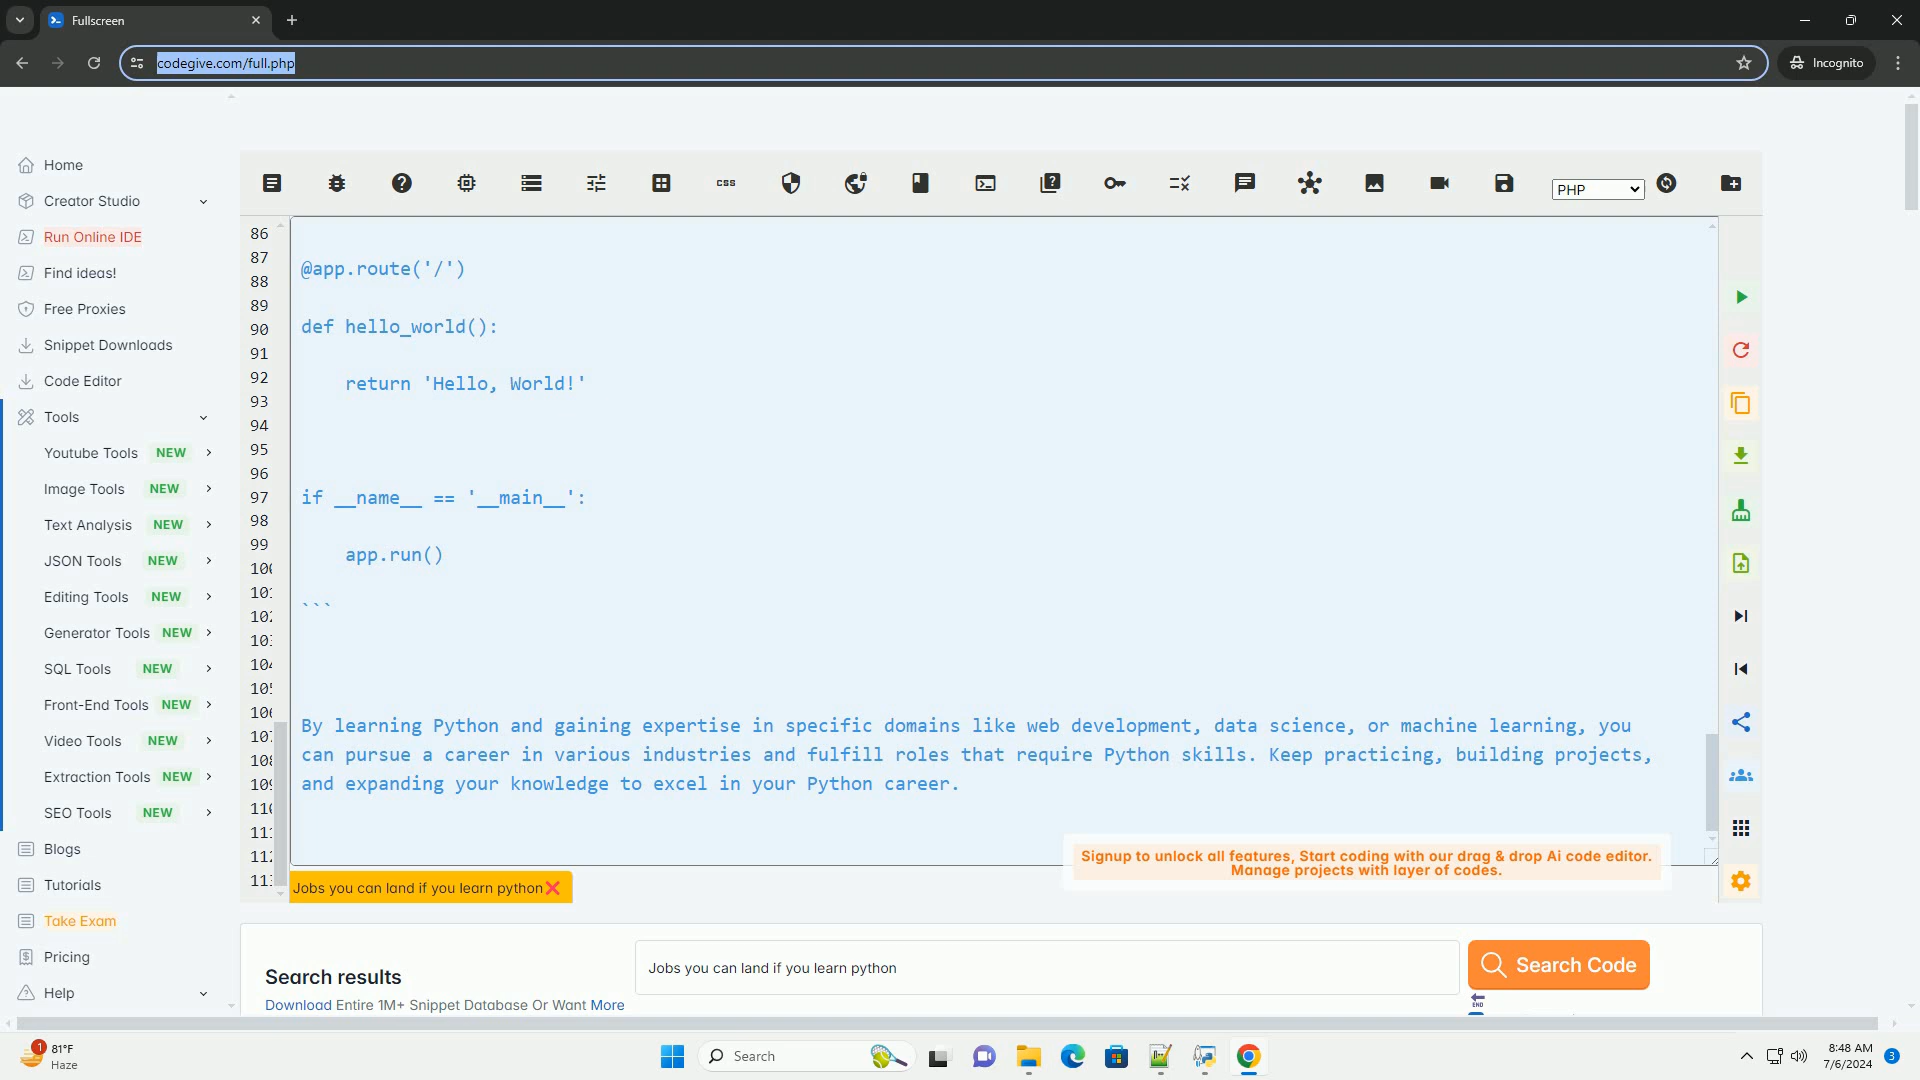 Fullscreen
codegive.com/full.php
Incognito
Home
Creator Studio
Run Online IDE
Find ideas!
Free Proxies
Snippet Downloads
Code Editor
Tools
Youtube Tools NEW
Image Tools NEW
Text Analysis NEW
JSON Tools NEW
Editing Tools NEW
Generator Tools NEW
SQL Tools NEW
Front-End Tools NEW
Video Tools NEW
Extraction Tools NEW
SEO Tools NEW
Blogs
Tutorials
Take Exam
Pricing
Help
CSS
PHP
86
87
88
89
90
91
92
93
94
95
96
97
98
99
@app.route('/')
def hello_world():
    return 'Hello, World!'
if __name__ == '__main__':
    app.run()
```
By learning Python and gaining expertise in specific domains like web development, data science, or machine learning, you
can pursue a career in various industries and fulfill roles that require Python skills. Keep practicing, building projects,
and expanding your knowledge to excel in your Python career.
Signup to unlock all features, Start coding with our drag & drop Ai code editor.
Manage projects with layer of codes.
Jobs you can land if you learn python
Search results
Download Entire 1M+ Snippet Database Or Want More
Jobs you can land if you learn python
Search Code
END
1
81°F
Haze
Search
8:48 AM
7/6/2024
3